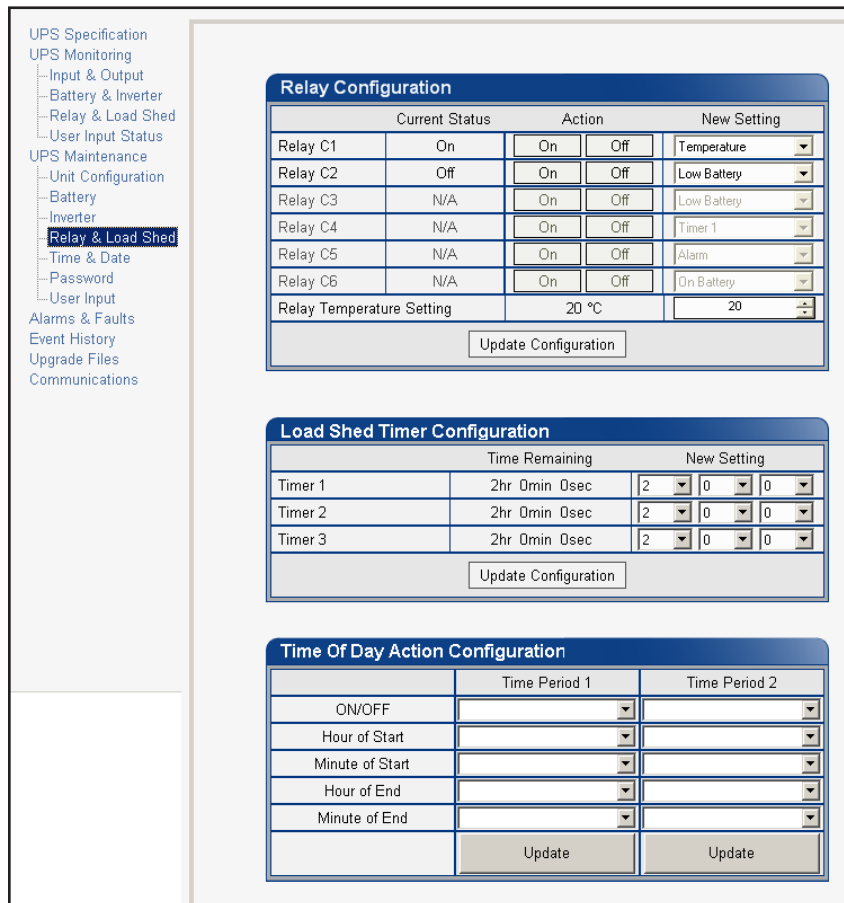 UPS Specification
UPS Monitoring
Input & Output
Battery & Inverter
Relay & Load Shed
User Input Status
UPS Maintenance
Unit Configuration
Battery
Inverter
Relay & Load Shed
Time & Date
Password
User Input
Alarms & Faults
Event History
Upgrade Files
Communications
Relay Configuration
Current Status Action New Setting
Relay C1 On On Off Temperature
Relay C2 Off On Off Low Battery
Relay C3 N/A On Off Low Battery
Relay C4 N/A On Off Timer 1
Relay C5 N/A On Off Alarm
Relay C6 N/A On Off On Battery
Relay Temperature Setting 20 °C 20
Update Configuration
Load Shed Timer Configuration
Time Remaining New Setting
Timer 1 2hr 0min 0sec 2 0 0
Timer 2 2hr 0min 0sec 2 0 0
Timer 3 2hr 0min 0sec 2 0 0
Update Configuration
Time Of Day Action Configuration
Time Period 1 Time Period 2
ON/OFF
Hour of Start
Minute of Start
Hour of End
Minute of End
Update Update